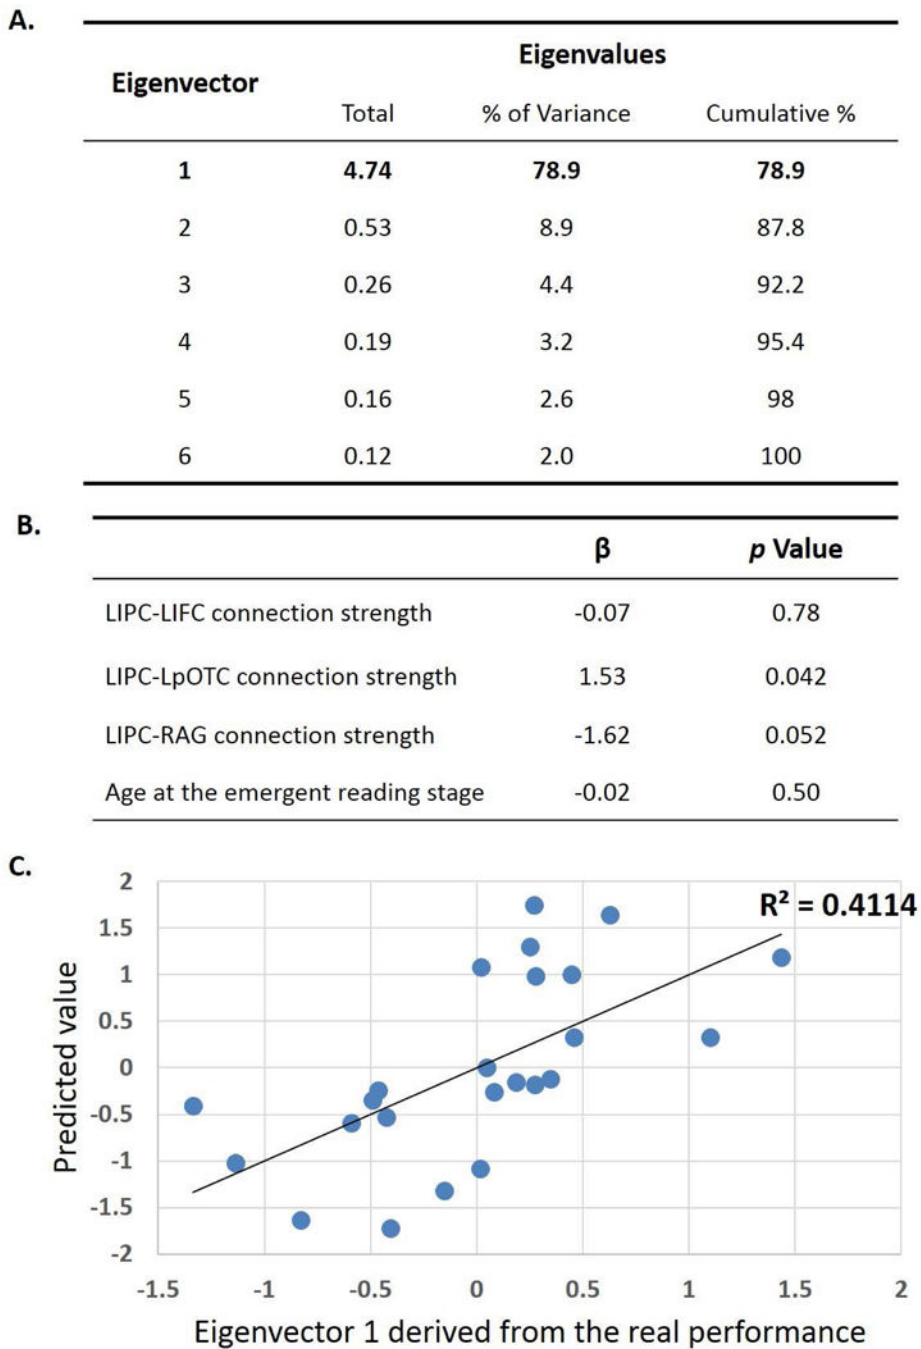 A.
Eigenvector Eigenvalues
Total % of Variance Cumulative %
1 4.74 78.9 78.9
2 0.53 8.9 87.8
3 0.26 4.4 92.2
4 0.19 3.2 95.4
5 0.16 2.6 98
6 0.12 2.0 100
B.
β p Value
LIPC-LIFC connection strength -0.07 0.78
LIPC-LpOTC connection strength 1.53 0.042
LIPC-RAG connection strength -1.62 0.052
Age at the emergent reading stage -0.02 0.50
C.
R² = 0.4114
Predicted value
2
1.5
1
0.5
0
-0.5
-1
-1.5
-2
-1.5 -1 -0.5 0 0.5 1 1.5 2
Eigenvector 1 derived from the real performance